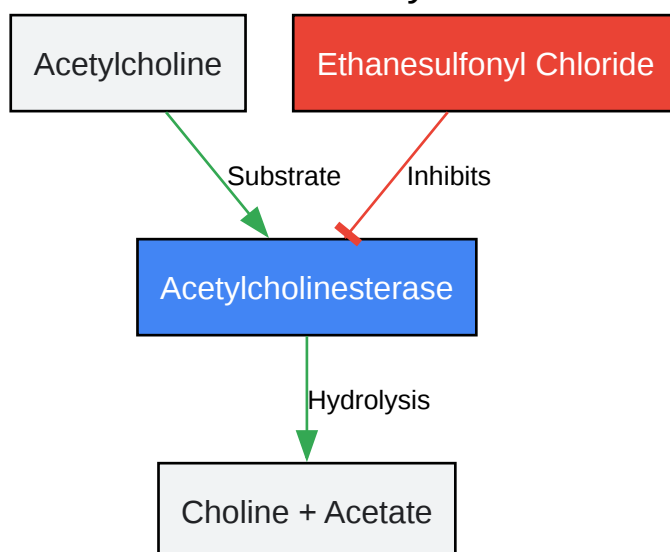 Acetylcholine
Ethanesulfonyl Chloride
Substrate
Inhibits
Acetylcholinesterase
Hydrolysis
Choline + Acetate